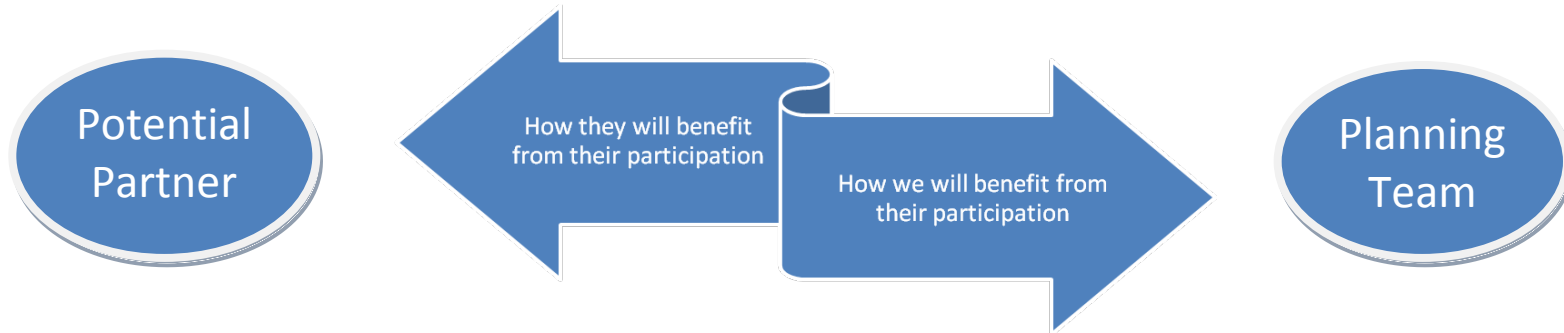 Potential
Partner
How they will benefit
from their participation
How we will benefit from
their participation
Planning
Team